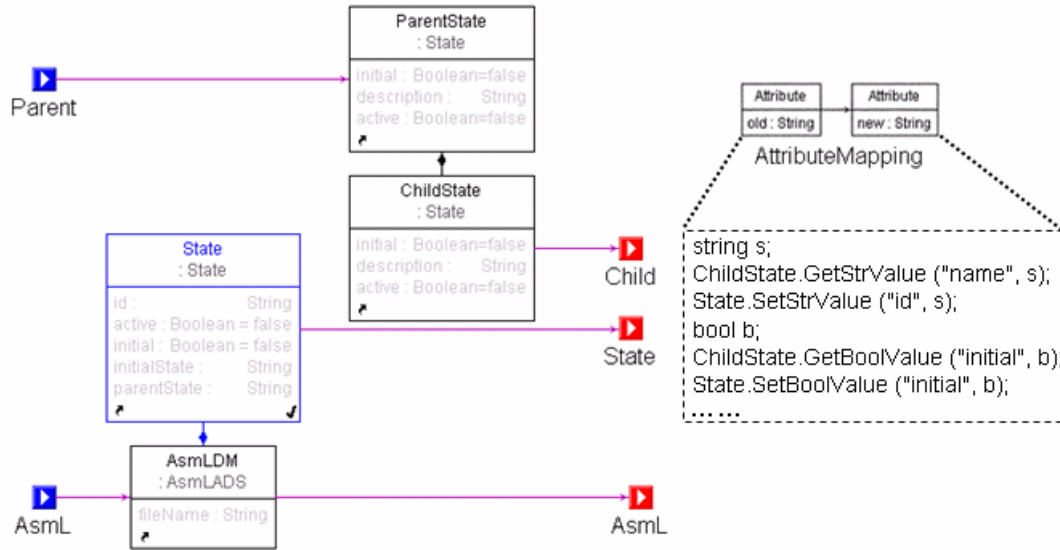 ParentState
: State
initial : Boolean=false
description : String
active : Boolean=false
Parent
ChildState
: State
initial : Boolean=false
description : String
active : Boolean=false
Child
State
: State
id : String
active : Boolean = false
initial : Boolean = false
initialState : String
parentState : String
State
AsmLDM
: AsmLADS
fileName : String
AsmL
AsmL
Attribute
old : String
Attribute
new : String
AttributeMapping
string s;
ChildState.GetStrValue ("name", s);
State.SetStrValue ("id", s);
bool b;
ChildState.GetBoolValue ("initial", b);
State.SetBoolValue ("initial", b);
... ...